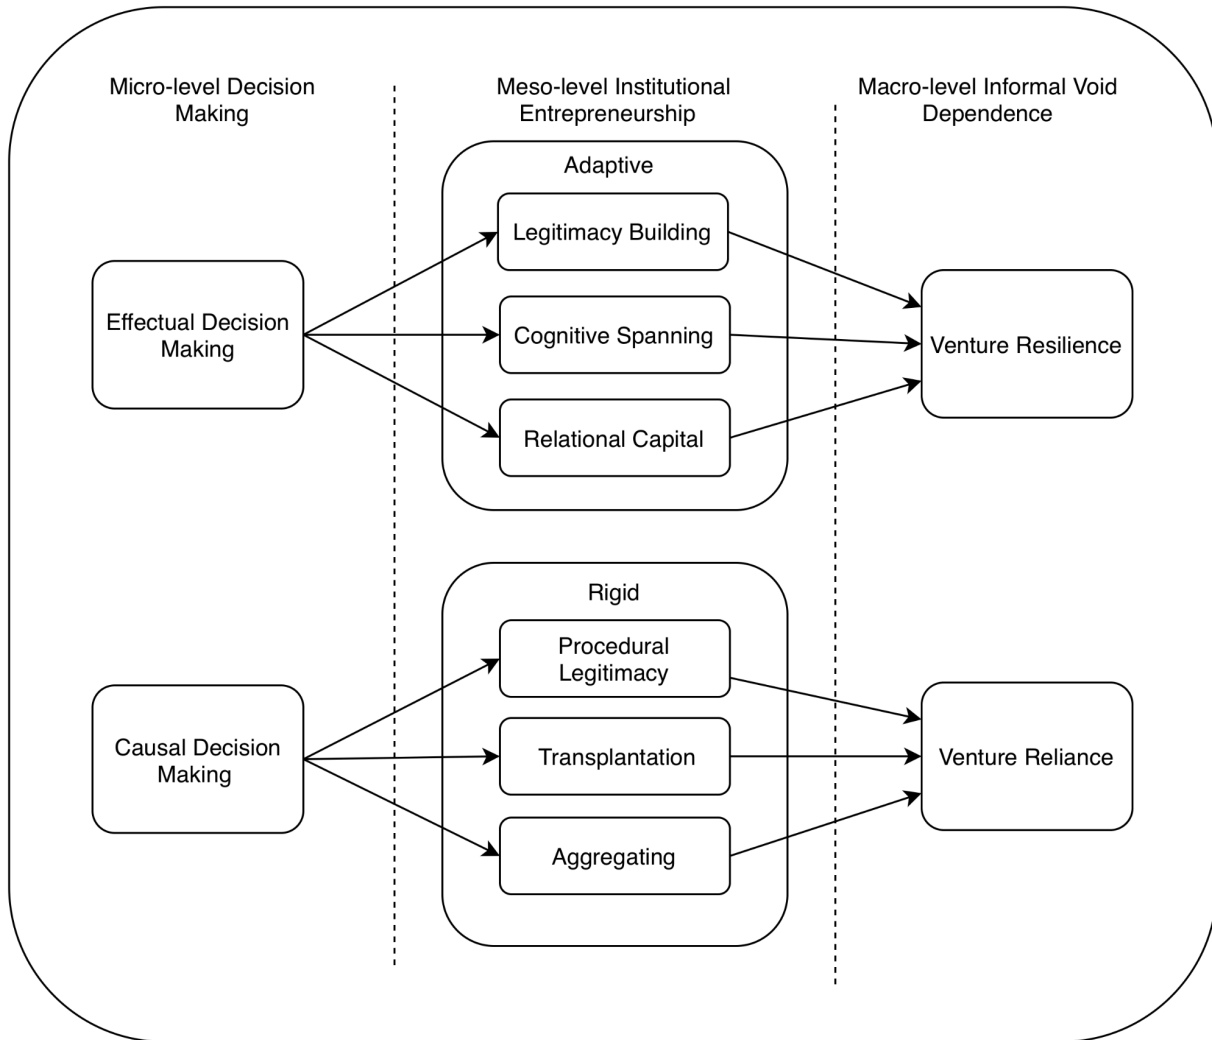 Micro-level Decision
Making
Meso-level Institutional
Entrepreneurship
Macro-level Informal Void
Dependence
Adaptive
Legitimacy Building
Effectual Decision
Making
Cognitive Spanning
Venture Resilience
Relational Capital
Rigid
Procedural
Legitimacy
Causal Decision
Making
Transplantation
Venture Reliance
Aggregating